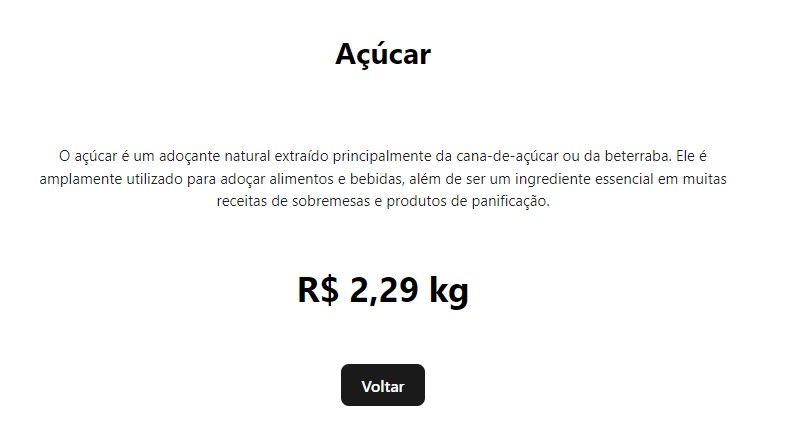 Açúcar
O açúcar é um adoçante natural extraído principalmente da cana-de-açúcar ou da beterraba. Ele é
amplamente utilizado para adoçar alimentos e bebidas, além de ser um ingrediente essencial em muitas
receitas de sobremesas e produtos de panificação.
R$ 2,29 kg
Voltar